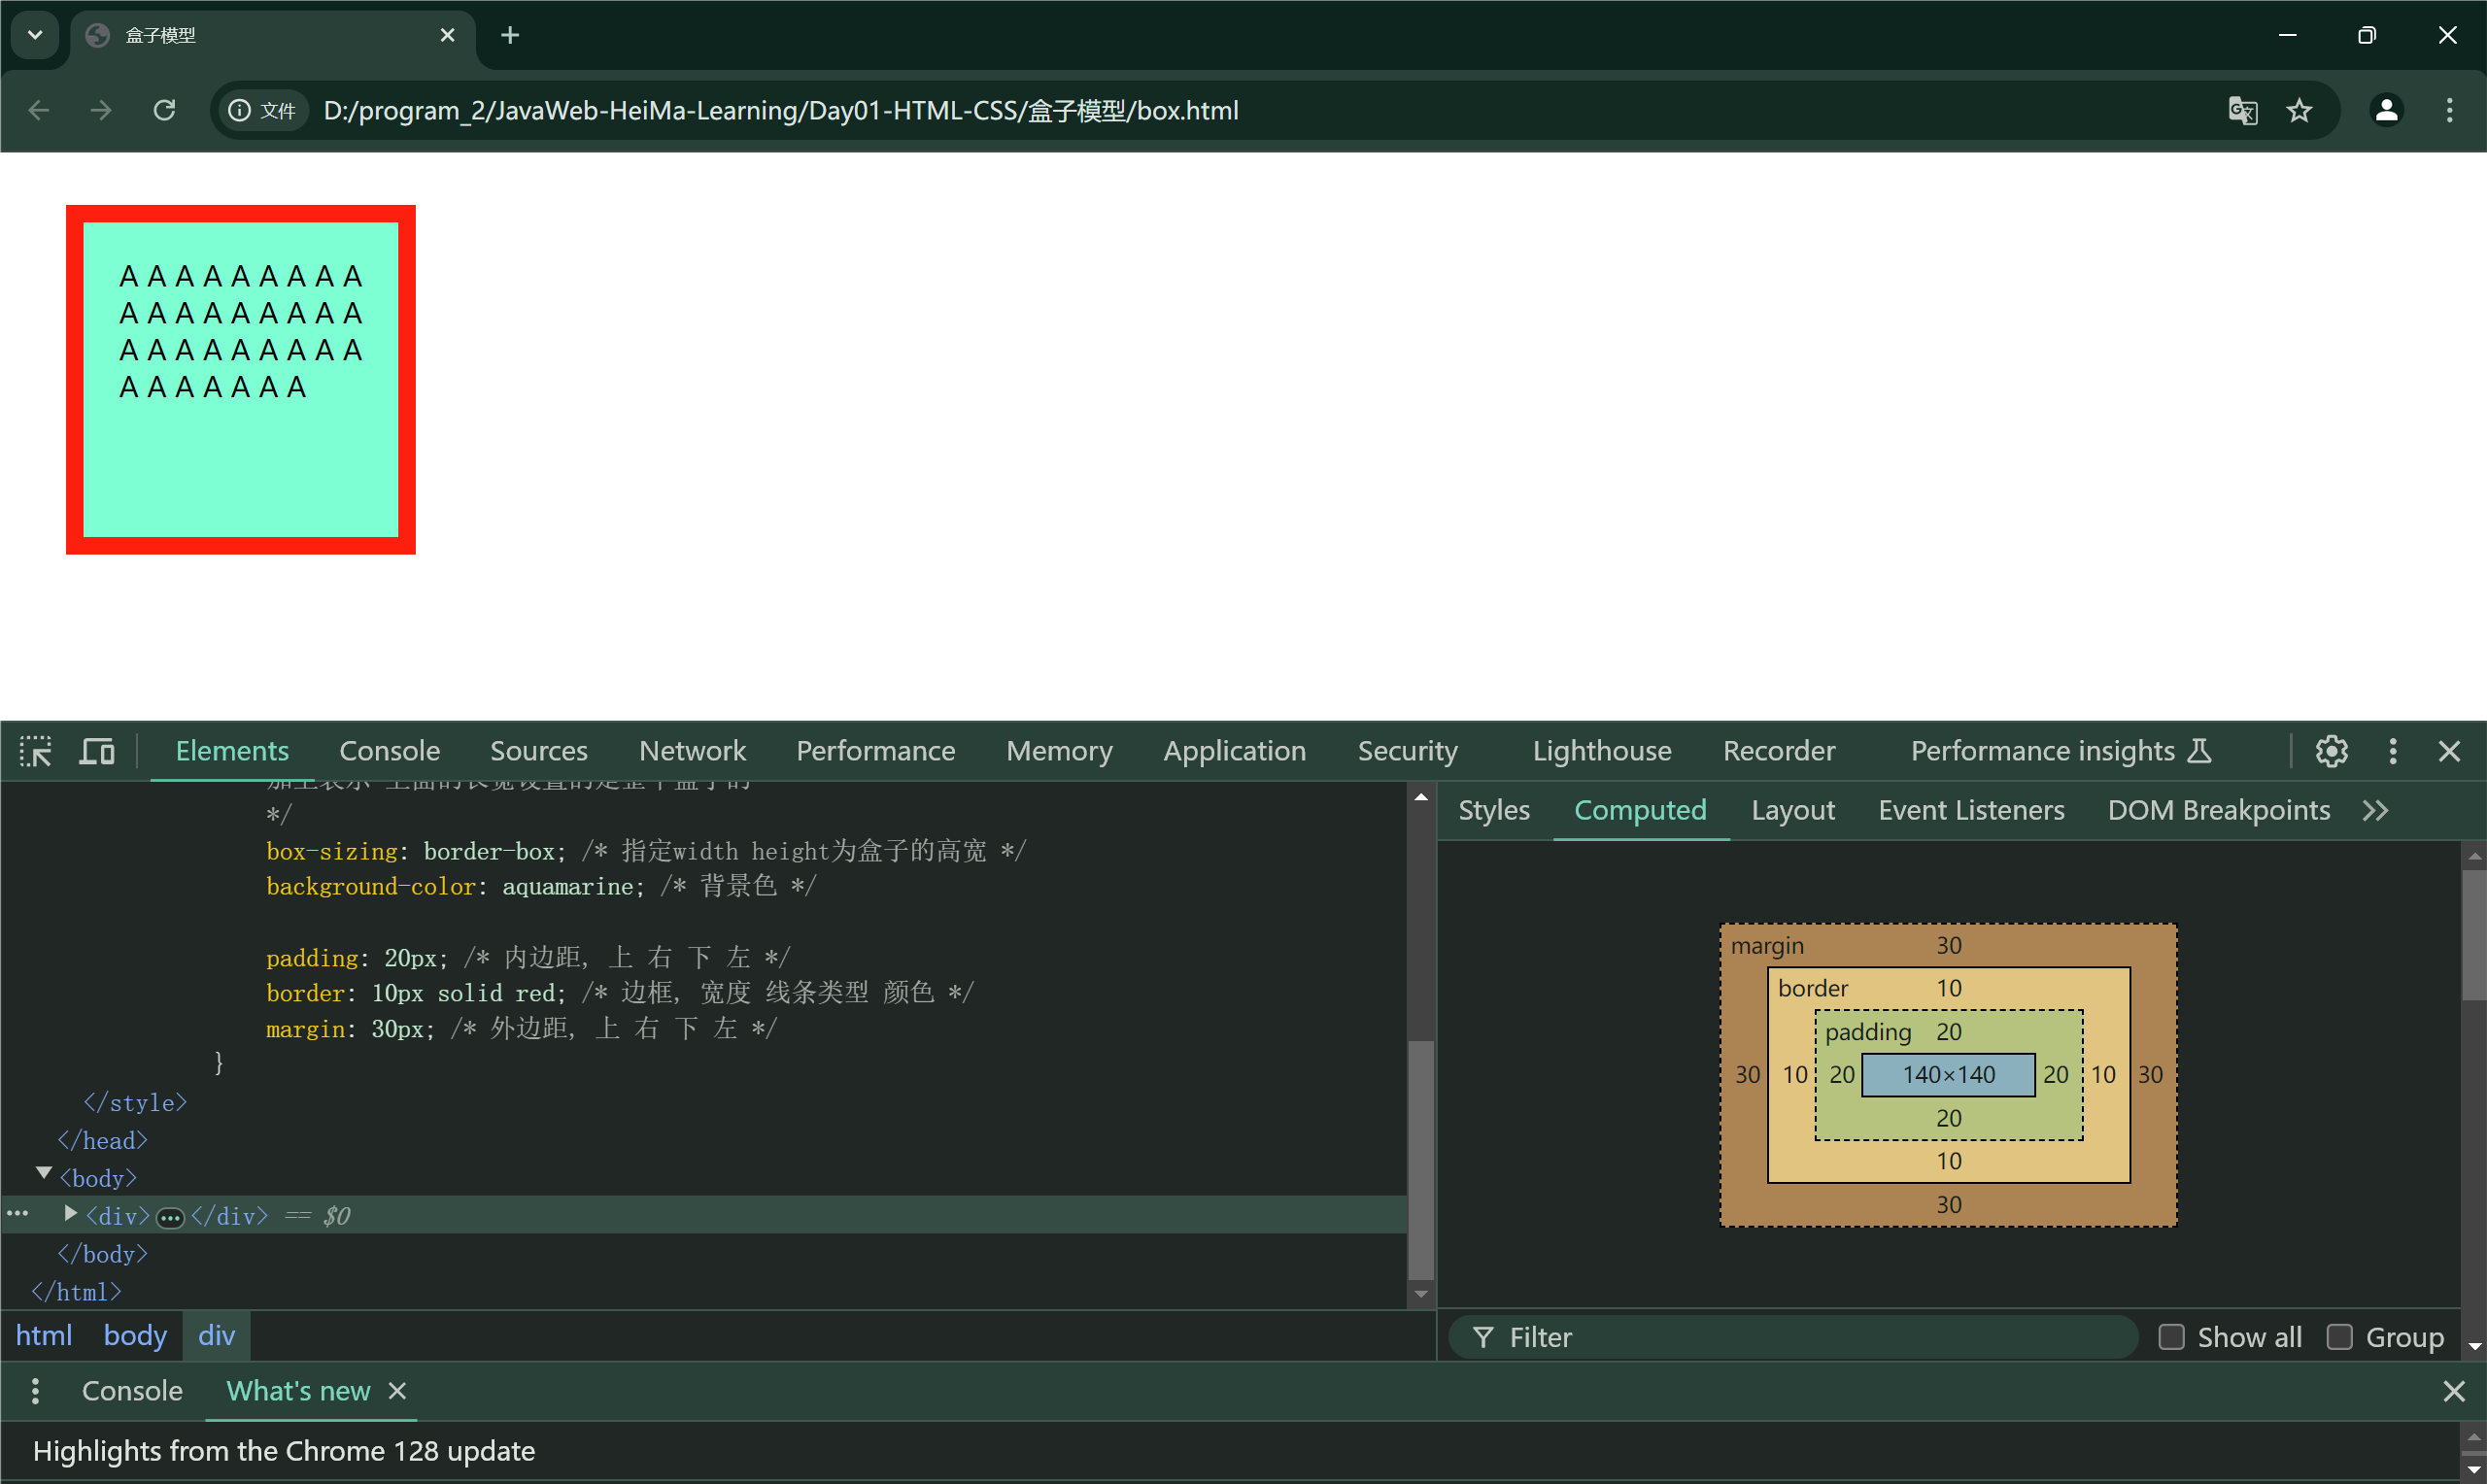 盒子模型
文件 D:/program_2/JavaWeb-HeiMa-Learning/Day01-HTML-CSS/盒子模型/box.html
A A A A A A A A A
A A A A A A A A A
A A A A A A A A A
A A A A A A A
Elements Console Sources Network Performance Memory Application Security Lighthouse Recorder Performance insights
*/
box-sizing: border-box; /* 指定width height为盒子的高宽 */
background-color: aquamarine; /* 背景色 */
padding: 20px; /* 内边距, 上 右 下 左 */
border: 10px solid red; /* 边框, 宽度 线条类型 颜色 */
margin: 30px; /* 外边距, 上 右 下 左 */
}
</style>
</head>
<body>
<div>…</div> == $0
</body>
</html>
html body div
Styles Computed Layout Event Listeners DOM Breakpoints
margin 30
border 10
padding 20
30 10 20 140×140 20 10 30
20
10
30
Filter Show all Group
Console What's new
Highlights from the Chrome 128 update